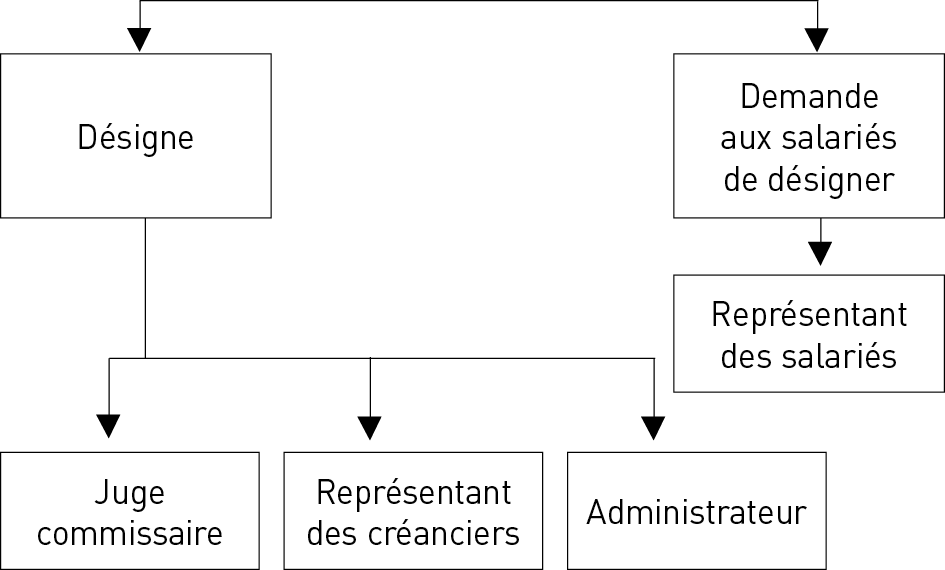 Désigne
Demande
aux salariés
de désigner
Représentant
des salariés
Juge
commissaire
Représentant
des créanciers
Administrateur